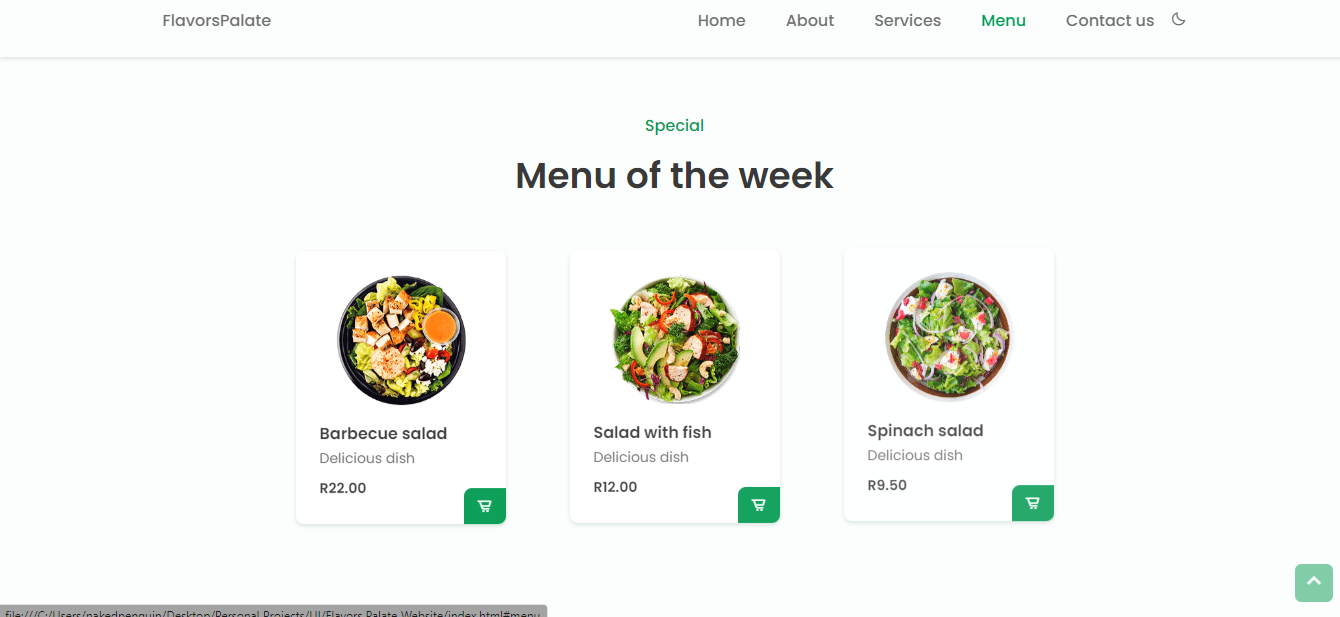 FlavorsPalate Home About Services Menu Contact us
Special
Menu of the week
Barbecue salad
Delicious dish
R22.00
Salad with fish
Delicious dish
R12.00
Spinach salad
Delicious dish
R9.50
file:///C:/Users/nakedpenguin/Desktop/Personal Projects/UI/Flavors Palate Website/index.html#menu